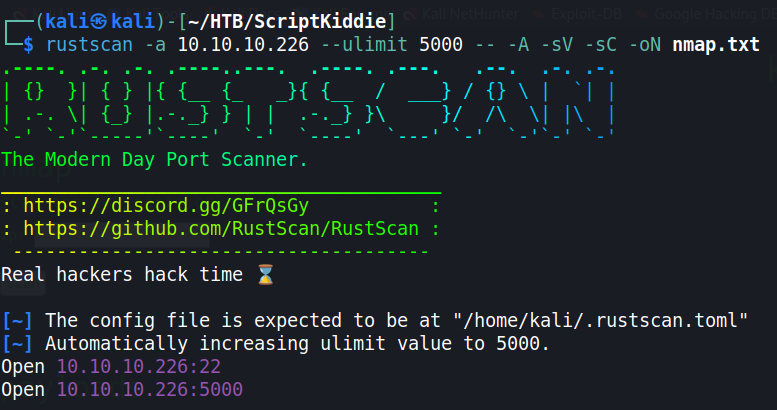 ┌──(kali㉿kali)-[~/HTB/ScriptKiddie]
└─$ rustscan -a 10.10.10.226 --ulimit 5000 -- -A -sV -sC -oN nmap.txt
.----. .-. .-. .----..---.  .----. .---.   .--.  .-. .-.
| {}  }| { } |{ {__ {_   _}{ {__  /  ___} / {} \ |  `| |
| .-. \| {_} |.-._} } | |  .-._} }\     }/  /\  \| |\  |
`-' `-'`-----'`----'  `-'  `----'  `---' `-'  `-'`-' `-'
The Modern Day Port Scanner.
________________________________________
: https://discord.gg/GFrQsGy           :
: https://github.com/RustScan/RustScan :
 --------------------------------------
Real hackers hack time ⌛
[~] The config file is expected to be at "/home/kali/.rustscan.toml"
[~] Automatically increasing ulimit value to 5000.
Open 10.10.10.226:22
Open 10.10.10.226:5000